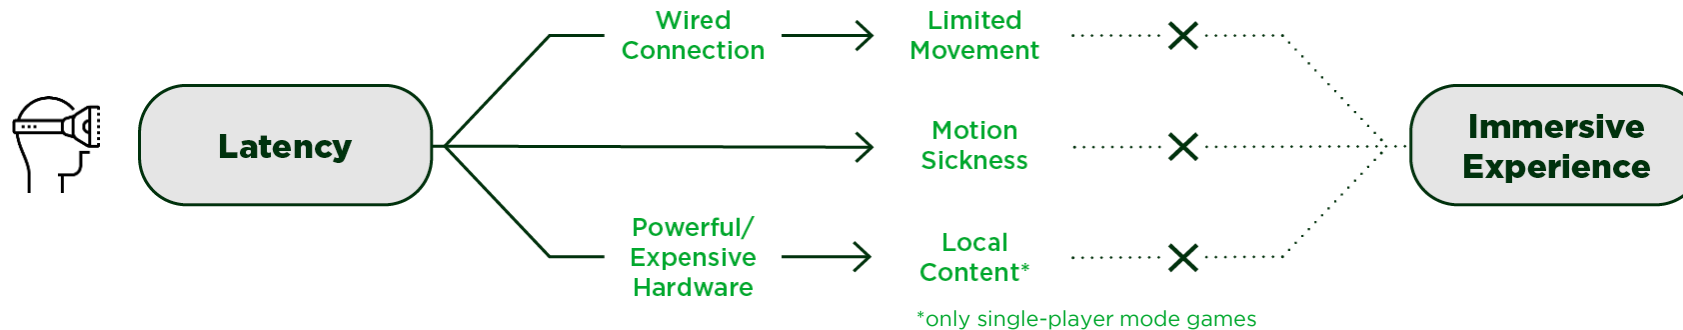 Latency
Wired
Connection
Limited
Movement
Motion
Sickness
Powerful/
Expensive
Hardware
Local
Content*
*only single-player mode games
Immersive
Experience